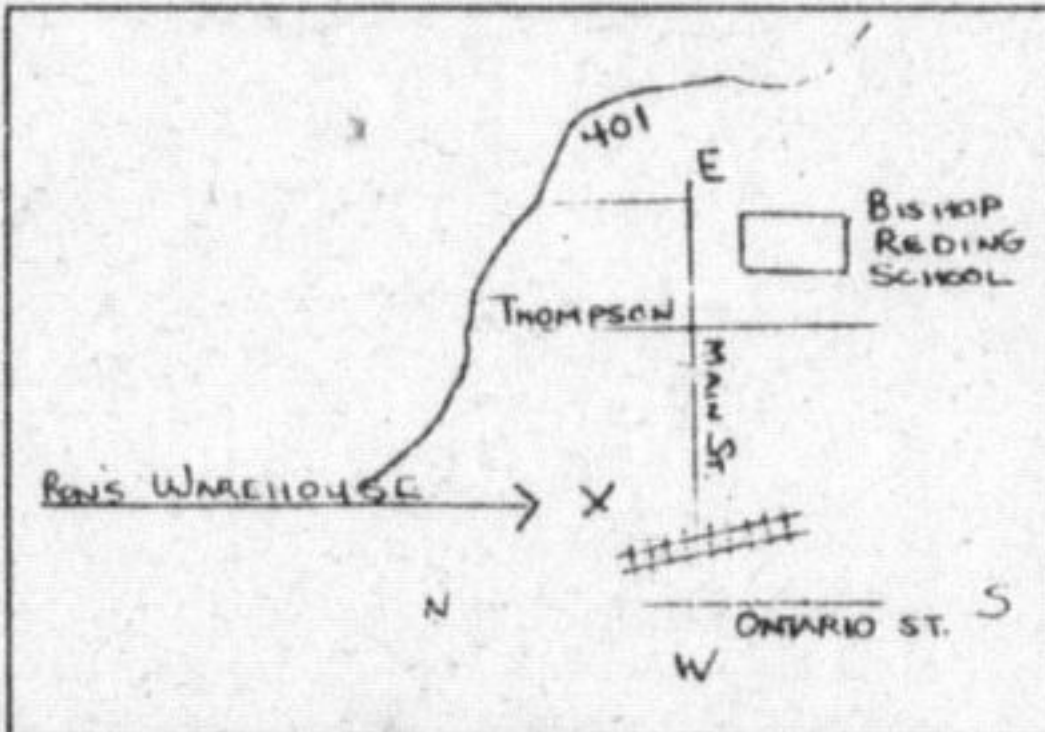 401
E
BISHOP
REDING
SCHOOL
THOMPSON
MAIN ST.
RON'S WAREHOUSE
X
N
S
ONTARIO ST.
W